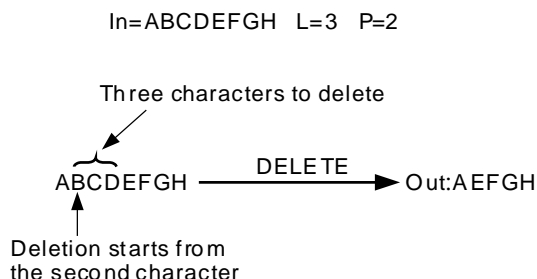 In=ABCDEFGH L=3 P=2
Three characters to delete
ABCDEFGH DELETE Out:AEFGH
Deletion starts from
the second character